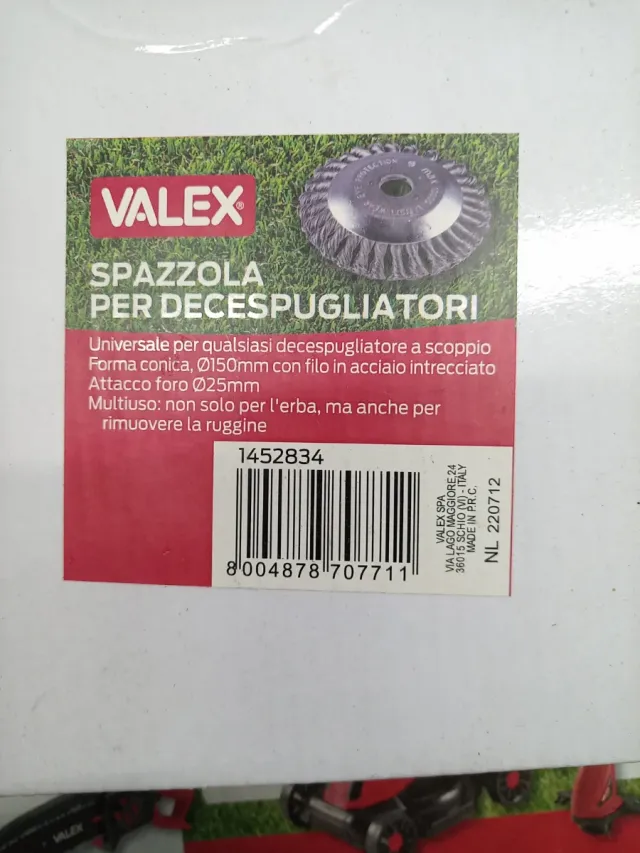 VALEX®
SPAZZOLA
PER DECESPUGLIATORI
Universale per qualsiasi decespugliatore a scoppio
Forma conica, Ø150mm con filo in acciaio intrecciato
Attacco foro Ø25mm
Multiuso: non solo per l'erba, ma anche per
rimuovere la ruggine
1452834
8 004878 707711
VALEX SPA
VIA LAGO MAGGIORE,24
36015 SCHIO (VI) - ITALY
MADE IN P.R.C.
NL 220712
VALEX